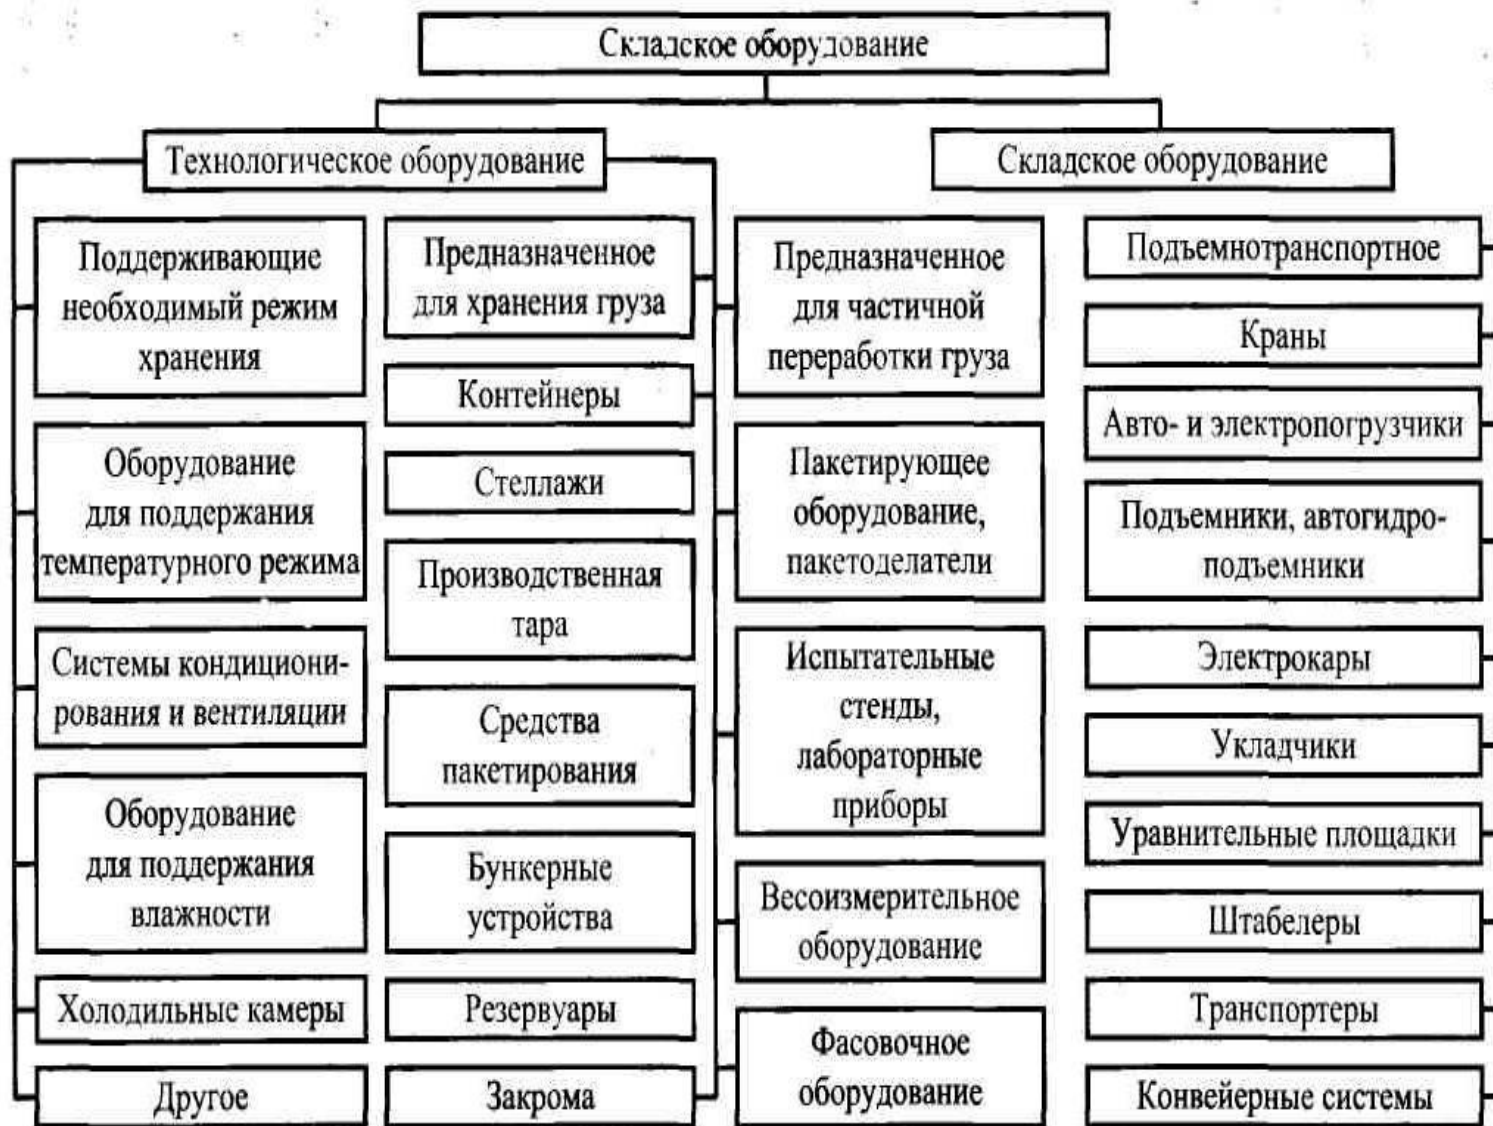 Складское оборудование
Технологическое оборудование
Складское оборудование
Поддерживающие
необходимый режим
хранения
Оборудование
для поддержания
температурного режима
Системы кондициони-
рования и вентиляции
Оборудование
для поддержания
влажности
Холодильные камеры
Другое
Предназначенное
для хранения груза
Контейнеры
Стеллажи
Производственная
тара
Средства
пакетирования
Бункерные
устройства
Резервуары
Закрома
Предназначенное
для частичной
переработки груза
Пакетирующее
оборудование,
пакетоделатели
Испытательные
стенды,
лабораторные
приборы
Весоизмерительное
оборудование
Фасовочное
оборудование
Подъемнотранспортное
Краны
Авто- и электропогрузчики
Подъемники, автогидро-
подъемники
Электрокары
Укладчики
Уравнительные площадки
Штабелеры
Транспортеры
Конвейерные системы